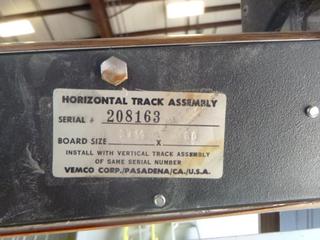 HORIZONTAL TRACK ASSEMBLY
SERIAL # 208163
BOARD SIZE X
INSTALL WITH VERTICAL TRACK ASSEMBLY
OF SAME SERIAL NUMBER
VEMCO CORP./PASADENA/CA./U.S.A.